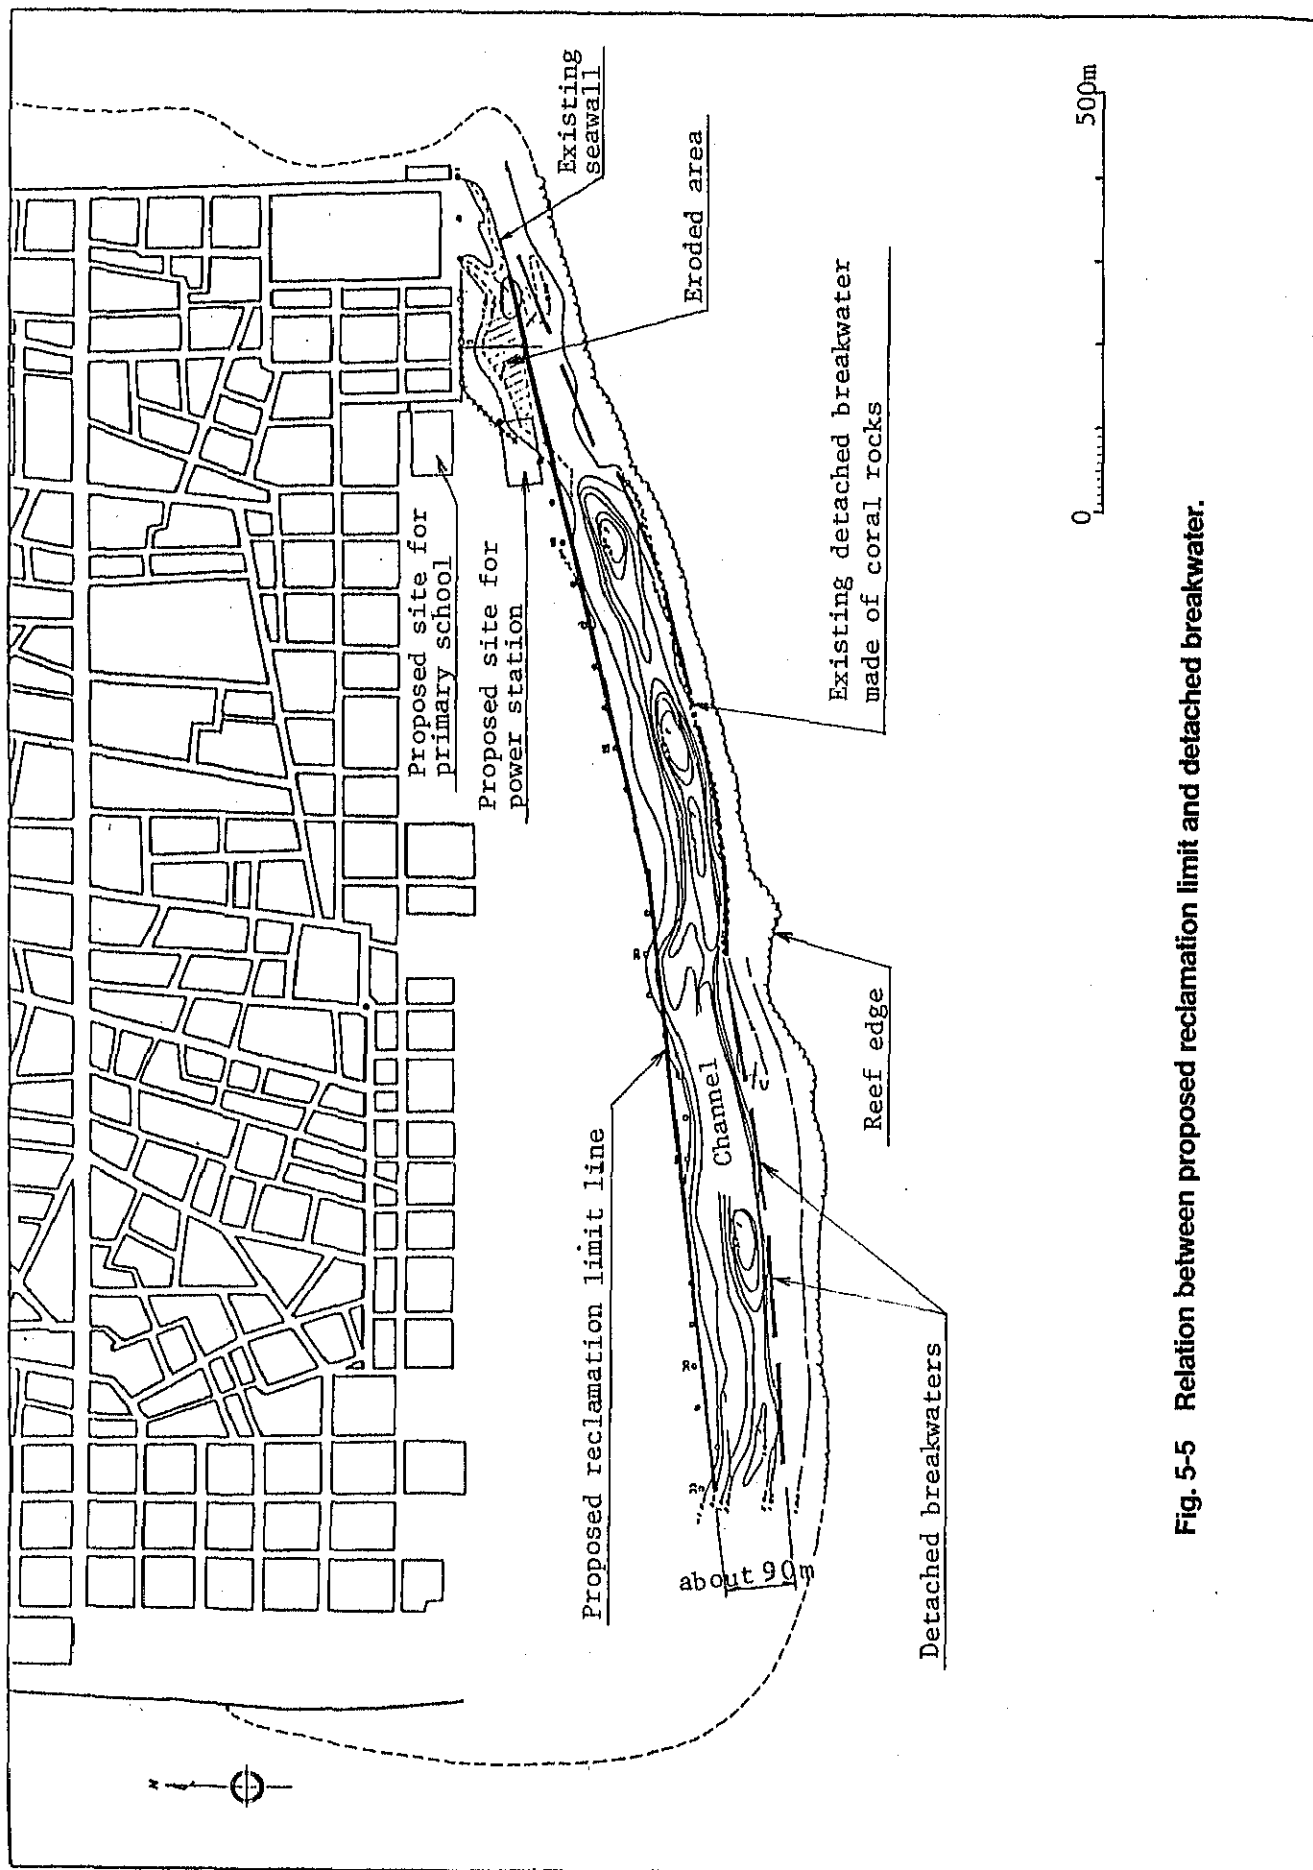 N
Existing
seawall
Eroded area
Existing detached breakwater
made of coral rocks
Proposed site for
primary school
Proposed site for
power station
Reef edge
Channel
Proposed reclamation limit line
Detached breakwaters
about 90m
0
500m
Fig. 5-5 Relation between proposed reclamation limit and detached breakwater.